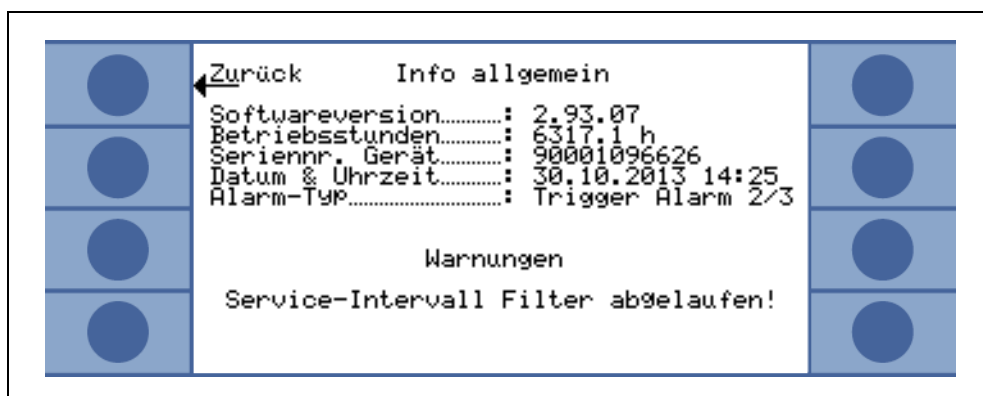 Zurück Info allgemein
Softwareversion..........: 2.93.07
Betriebsstunden..........: 6317.1 h
Seriennr. Gerät..........: 90001096626
Datum & Uhrzeit..........: 30.10.2013 14:25
Alarm-Typ..........: Trigger Alarm 2/3
Warnungen
Service-Intervall Filter abgelaufen!